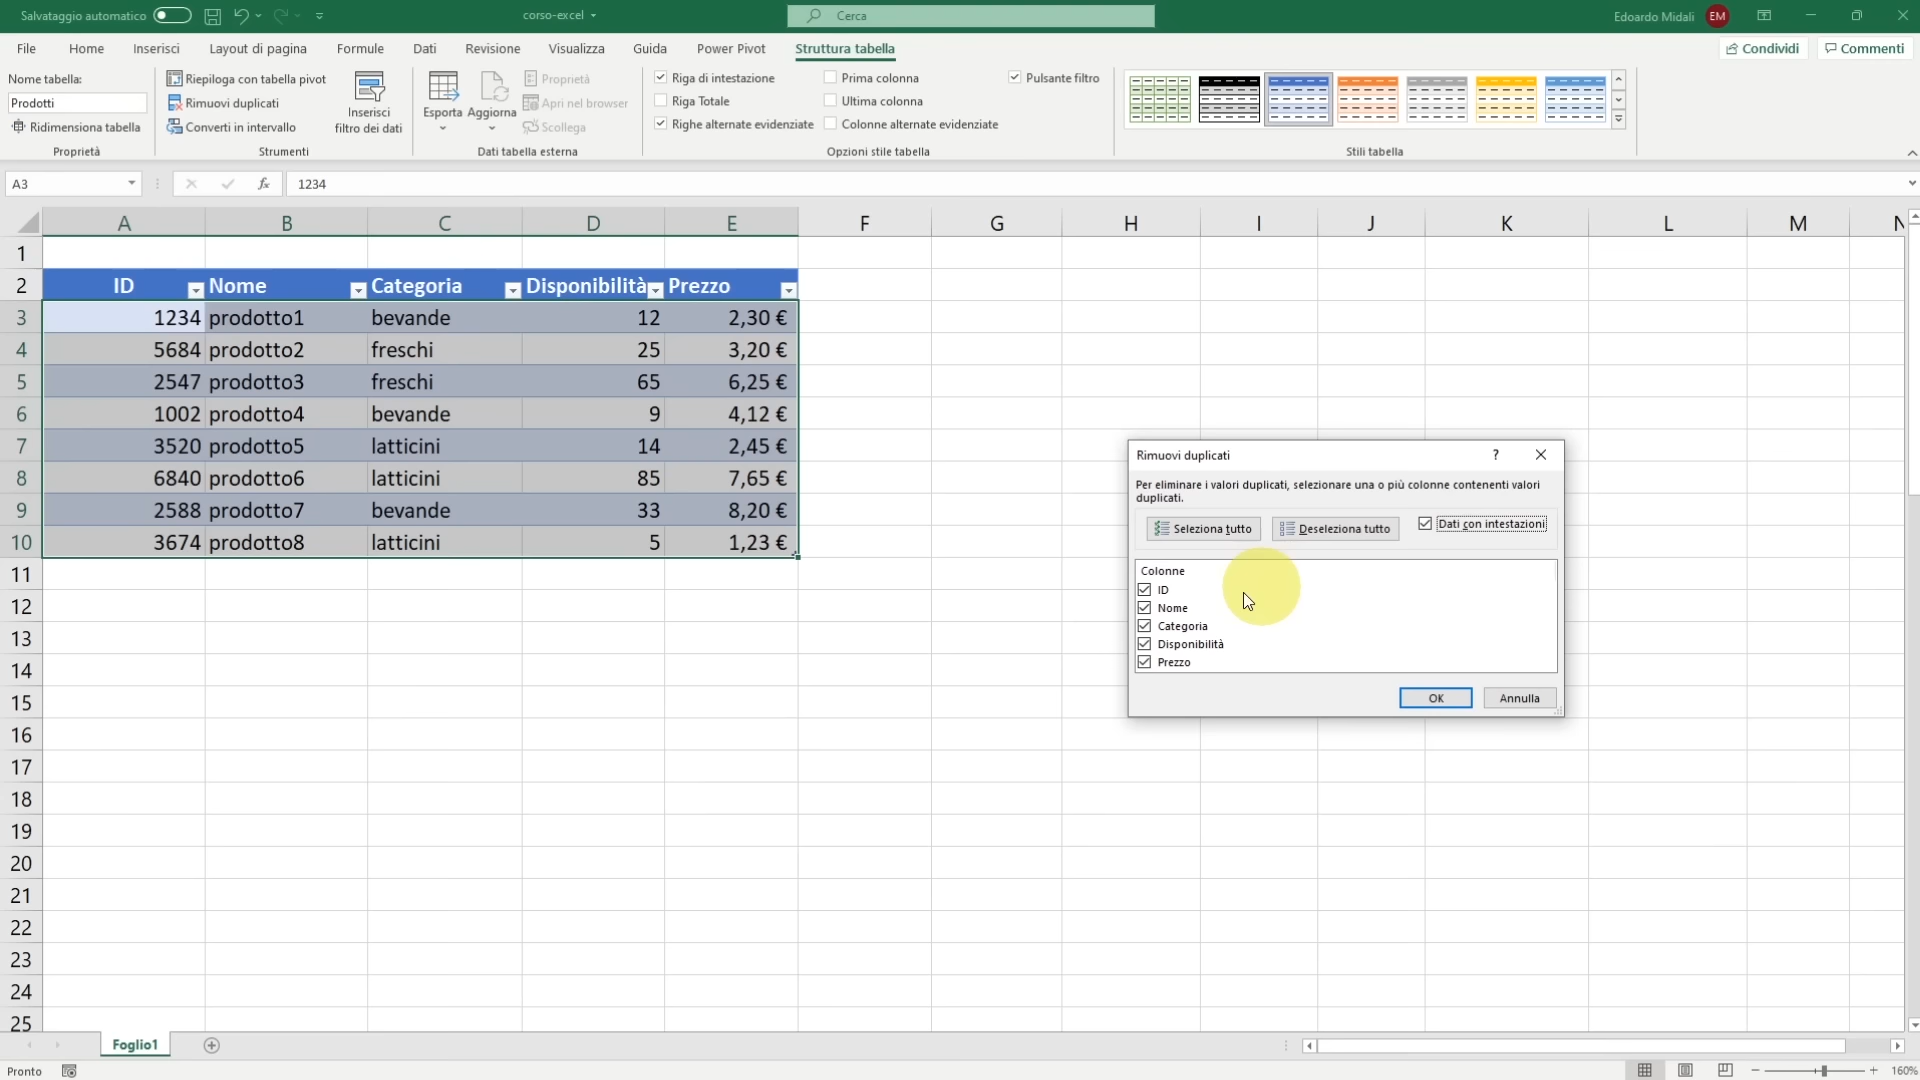 Salvataggio automatico
corso-excel
Cerca
Edoardo Midali EM
File Home Inserisci Layout di pagina Formule Dati Revisione Visualizza Guida Power Pivot Struttura tabella Condividi Commenti
Nome tabella:
Prodotti
Ridimensiona tabella
Proprietà
Riepiloga con tabella pivot
Rimuovi duplicati
Converti in intervallo
Inserisci
filtro dei dati
Strumenti
Esporta
Aggiorna
Proprietà
Apri nel browser
Scollega
Dati tabella esterna
Riga di intestazione
Riga Totale
Righe alternate evidenziate
Prima colonna
Ultima colonna
Colonne alternate evidenziate
Pulsante filtro
Opzioni stile tabella
Stili tabella
A3 fx 1234
A B C D E F G H I J K L M N
1
2 ID Nome Categoria Disponibilità Prezzo
3 1234 prodotto1 bevande 12 2,30 €
4 5684 prodotto2 freschi 25 3,20 €
5 2547 prodotto3 freschi 65 6,25 €
6 1002 prodotto4 bevande 9 4,12 €
7 3520 prodotto5 latticini 14 2,45 €
8 6840 prodotto6 latticini 85 7,65 €
9 2588 prodotto7 bevande 33 8,20 €
10 3674 prodotto8 latticini 5 1,23 €
11
12
13
14
15
16
17
18
19
20
21
22
23
24
25
Rimuovi duplicati ?
Per eliminare i valori duplicati, selezionare una o più colonne contenenti valori
duplicati.
Seleziona tutto Deseleziona tutto Dati con intestazioni
Colonne
ID
Nome
Categoria
Disponibilità
Prezzo
OK Annulla
Foglio1
Pronto
160%